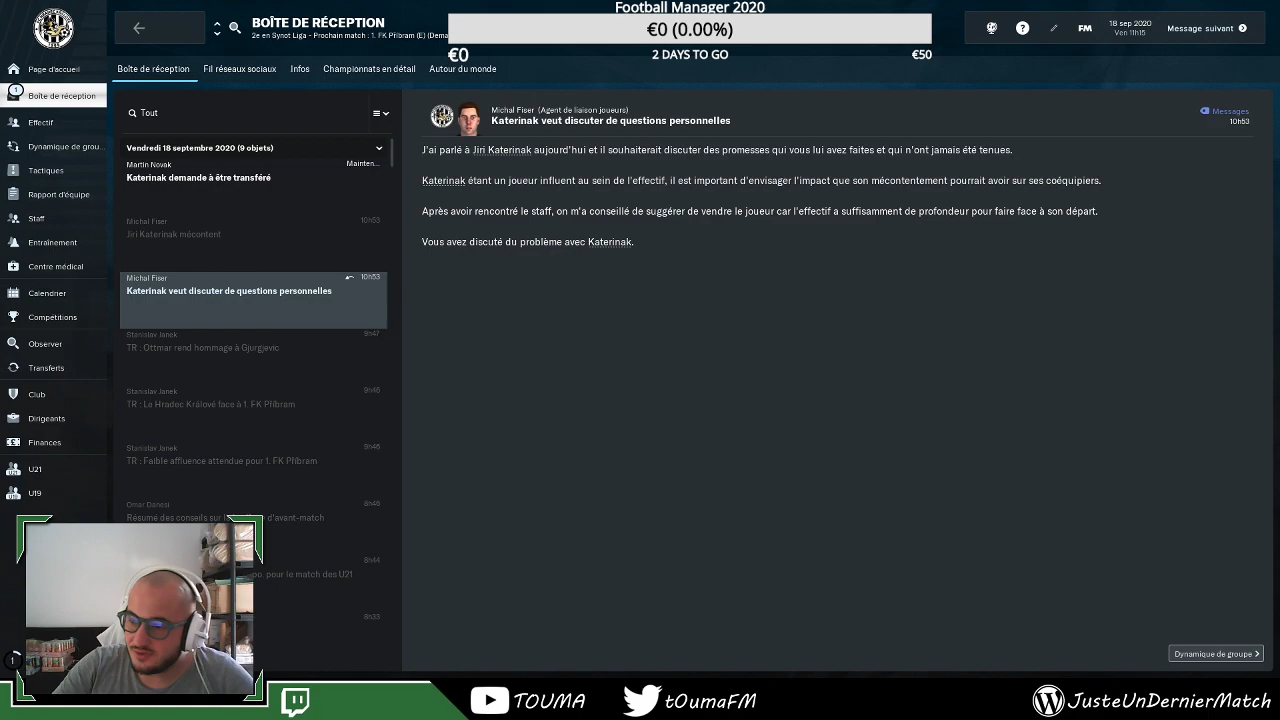 Football Manager 2020
€0 (0.00%)
€0
2 DAYS TO GO
€50
BOÎTE DE RÉCEPTION
2e en Synot Liga - Prochain match : 1. FK Příbram (E) (Dema
FM
18 sep 2020
Ven 11h15
Message suivant
Boîte de réception
Fil réseaux sociaux
Infos
Championnats en détail
Autour du monde
Page d'accueil
1
Boîte de réception
Effectif
Dynamique de grou...
Tactiques
Rapport d'équipe
Staff
Entraînement
Centre médical
Calendrier
Compétitions
Observer
Transferts
Club
Dirigeants
Finances
U21
U19
1
Tout
Vendredi 18 septembre 2020 (9 objets)
Martin Novak
Mainten...
Katerinak demande à être transféré
Michal Fiser
10h53
Jiri Katerinak mécontent
Michal Fiser
10h53
Katerinak veut discuter de questions personnelles
Stanislav Janek
9h47
TR : Ottmar rend hommage à Gjurgjevic
Stanislav Janek
9h46
TR : Le Hradec Králové face à 1. FK Příbram
Stanislav Janek
9h46
TR : Faible affluence attendue pour 1. FK Příbram
8h46
Résumé des conseils sur d'avant-match
8h44
po. pour le match des U21
8h33
Michal Fiser (Agent de liaison joueurs)
Katerinak veut discuter de questions personnelles
Messages
10h53
J'ai parlé à Jiri Katerinak aujourd'hui et il souhaiterait discuter des promesses qui vous lui avez faites et qui n'ont jamais été tenues.
Katerinak étant un joueur influent au sein de l'effectif, il est important d'envisager l'impact que son mécontentement pourrait avoir sur ses coéquipiers.
Après avoir rencontré le staff, on m'a conseillé de suggérer de vendre le joueur car l'effectif a suffisamment de profondeur pour faire face à son départ.
Vous avez discuté du problème avec Katerinak.
Dynamique de groupe
TOUMA
tOumaFM
JusteUnDernierMatch